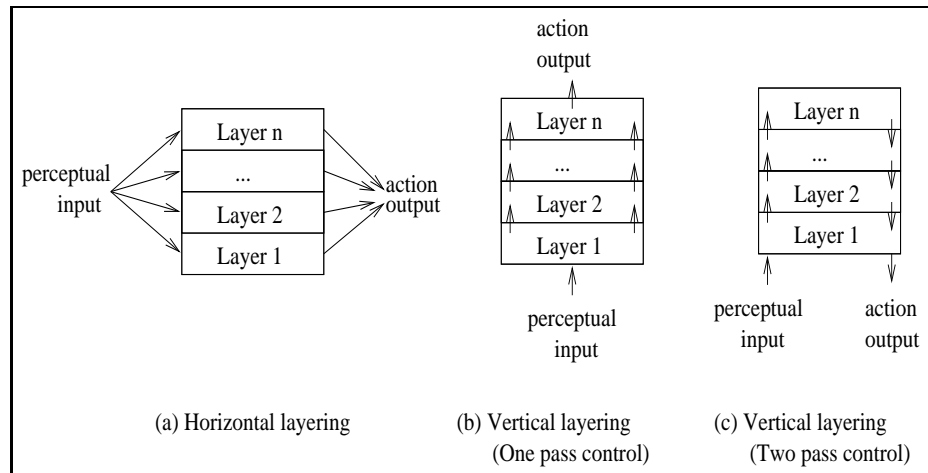 Layer n
...
Layer 2
Layer 1
perceptual
input
action
output
(a) Horizontal layering
action
output
Layer n
...
Layer 2
Layer 1
perceptual
input
(b) Vertical layering
(One pass control)
Layer n
...
Layer 2
Layer 1
perceptual
input
action
output
(c) Vertical layering
(Two pass control)